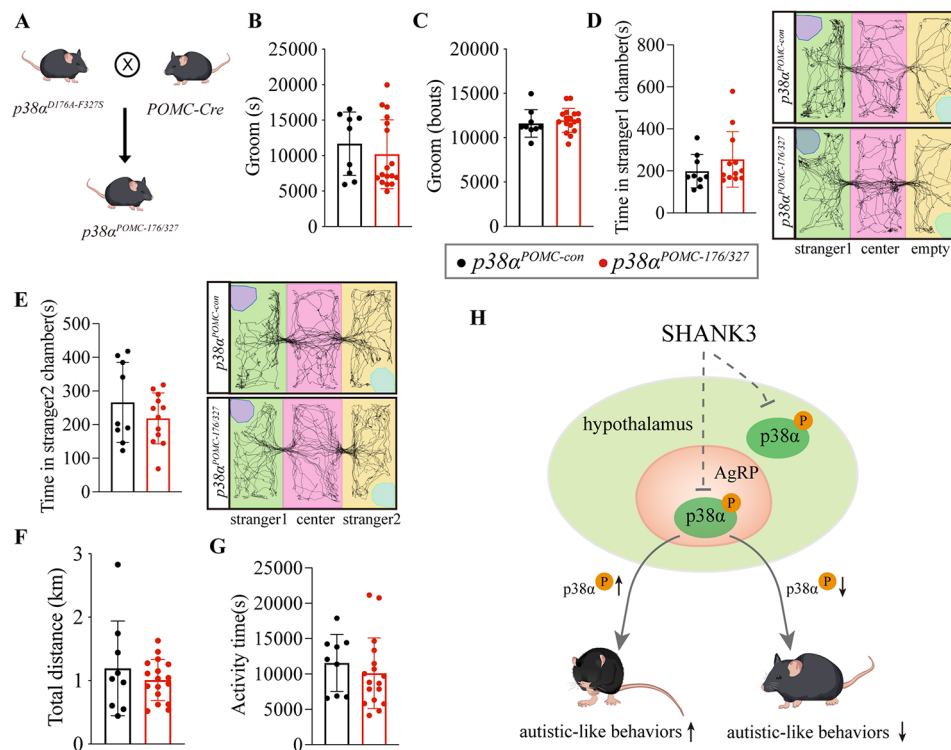 A
X
p38α^D176A-F327S
POMC-Cre
p38α^POMC-176/327
B
Groom (s)
25000
20000
15000
10000
5000
0
C
Groom (bouts)
20000
15000
10000
5000
0
D
Time in stranger1 chamber(s)
800
600
400
200
0
p38α^POMC-con
p38α^POMC-176/327
stranger1 center empty
p38α^POMC-con p38α^POMC-176/327
E
Time in stranger2 chamber(s)
500
400
300
200
100
0
p38α^POMC-con
p38α^POMC-176/327
stranger1 center stranger2
F
Total distance (km)
3
2
1
0
G
Activity time(s)
25000
20000
15000
10000
5000
0
H
SHANK3
hypothalamus
P
p38α
AgRP
P
p38α
p38α P ↑
p38α P ↓
autistic-like behaviors ↑
autistic-like behaviors ↓